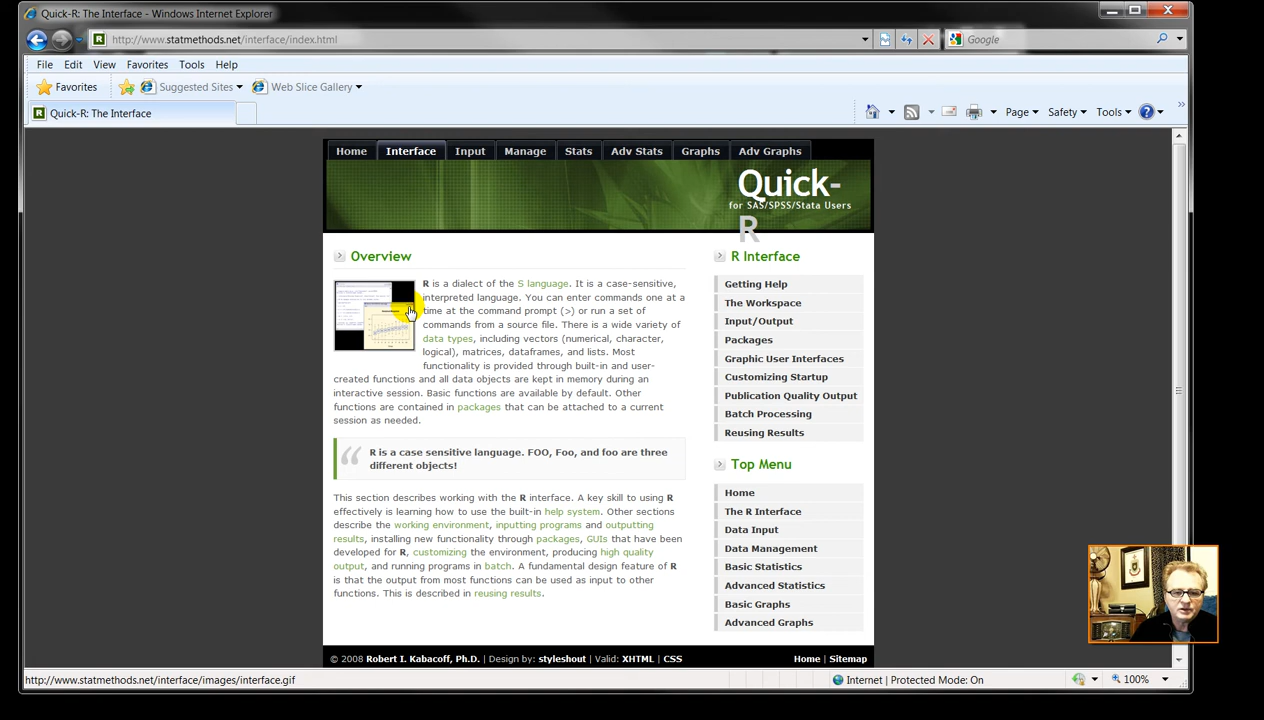 Quick-R: The Interface - Windows Internet Explorer
http://www.statmethods.net/interface/index.html
Google
File Edit View Favorites Tools Help
Favorites Suggested Sites Web Slice Gallery
Quick-R: The Interface
Page Safety Tools
Home Interface Input Manage Stats Adv Stats Graphs Adv Graphs
Quick-
for SAS/SPSS/Stata Users
R
Overview
R is a dialect of the S language. It is a case-sensitive,
interpreted language. You can enter commands one at a
time at the command prompt (>) or run a set of
commands from a source file. There is a wide variety of
data types, including vectors (numerical, character,
logical), matrices, dataframes, and lists. Most
functionality is provided through built-in and user-
created functions and all data objects are kept in memory during an
interactive session. Basic functions are available by default. Other
functions are contained in packages that can be attached to a current
session as needed.
R is a case sensitive language. FOO, Foo, and foo are three
different objects!
This section describes working with the R interface. A key skill to using R
effectively is learning how to use the built-in help system. Other sections
describe the working environment, inputting programs and outputting
results, installing new functionality through packages, GUIs that have been
developed for R, customizing the environment, producing high quality
output, and running programs in batch. A fundamental design feature of R
is that the output from most functions can be used as input to other
functions. This is described in reusing results.
R Interface
Getting Help
The Workspace
Input/Output
Packages
Graphic User Interfaces
Customizing Startup
Publication Quality Output
Batch Processing
Reusing Results
Top Menu
Home
The R Interface
Data Input
Data Management
Basic Statistics
Advanced Statistics
Basic Graphs
Advanced Graphs
© 2008 Robert I. Kabacoff, Ph.D. | Design by: styleshout | Valid: XHTML | CSS
Home | Sitemap
http://www.statmethods.net/interface/images/interface.gif
Internet | Protected Mode: On
100%